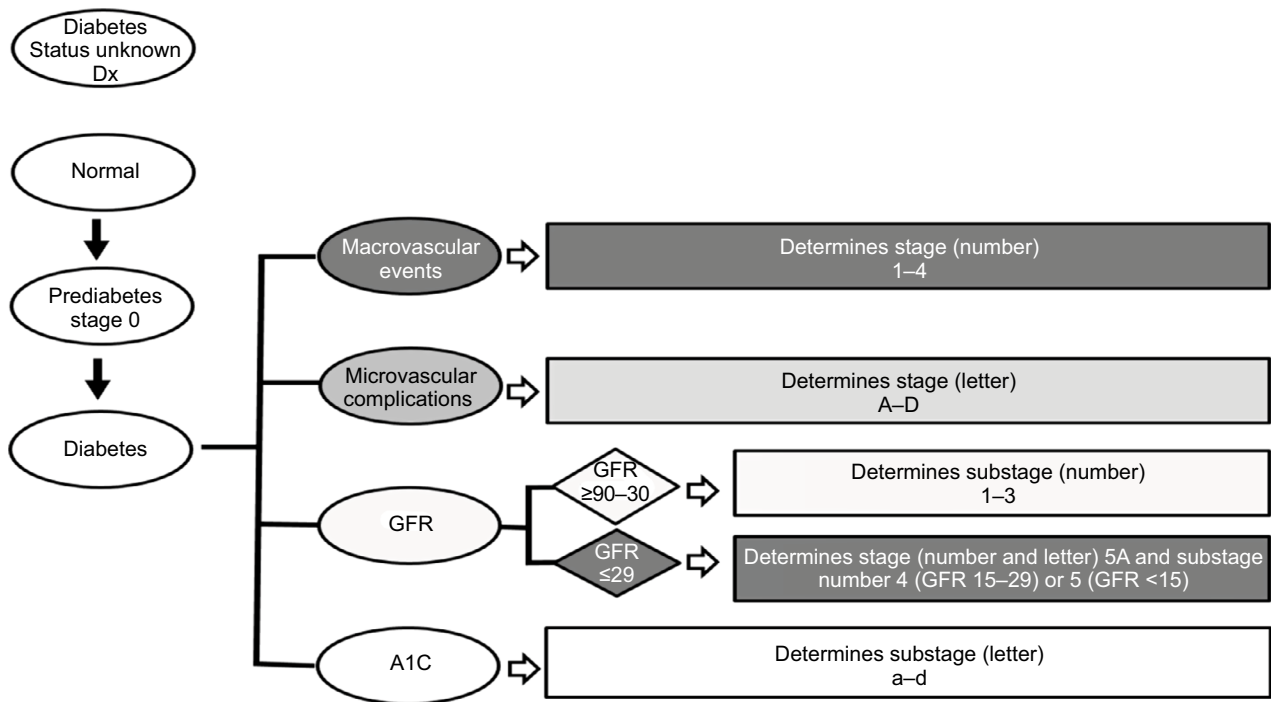 Diabetes
Status unknown
Dx
Normal
Prediabetes
stage 0
Diabetes
Macrovascular
events
Determines stage (number)
1–4
Microvascular
complications
Determines stage (letter)
A–D
GFR
GFR
≥90–30
Determines substage (number)
1–3
GFR
≤29
Determines stage (number and letter) 5A and substage
number 4 (GFR 15–29) or 5 (GFR <15)
A1C
Determines substage (letter)
a–d